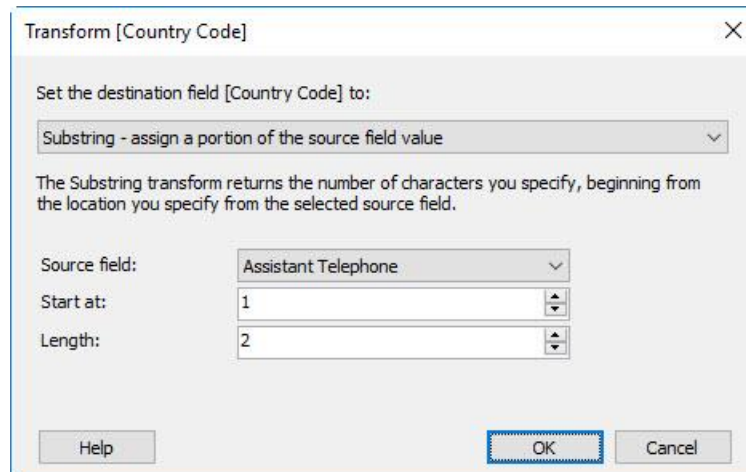 Transform [Country Code]
Set the destination field [Country Code] to:
Substring - assign a portion of the source field value
The Substring transform returns the number of characters you specify, beginning from
the location you specify from the selected source field.
Source field: Assistant Telephone
Start at: 1
Length: 2
Help OK Cancel